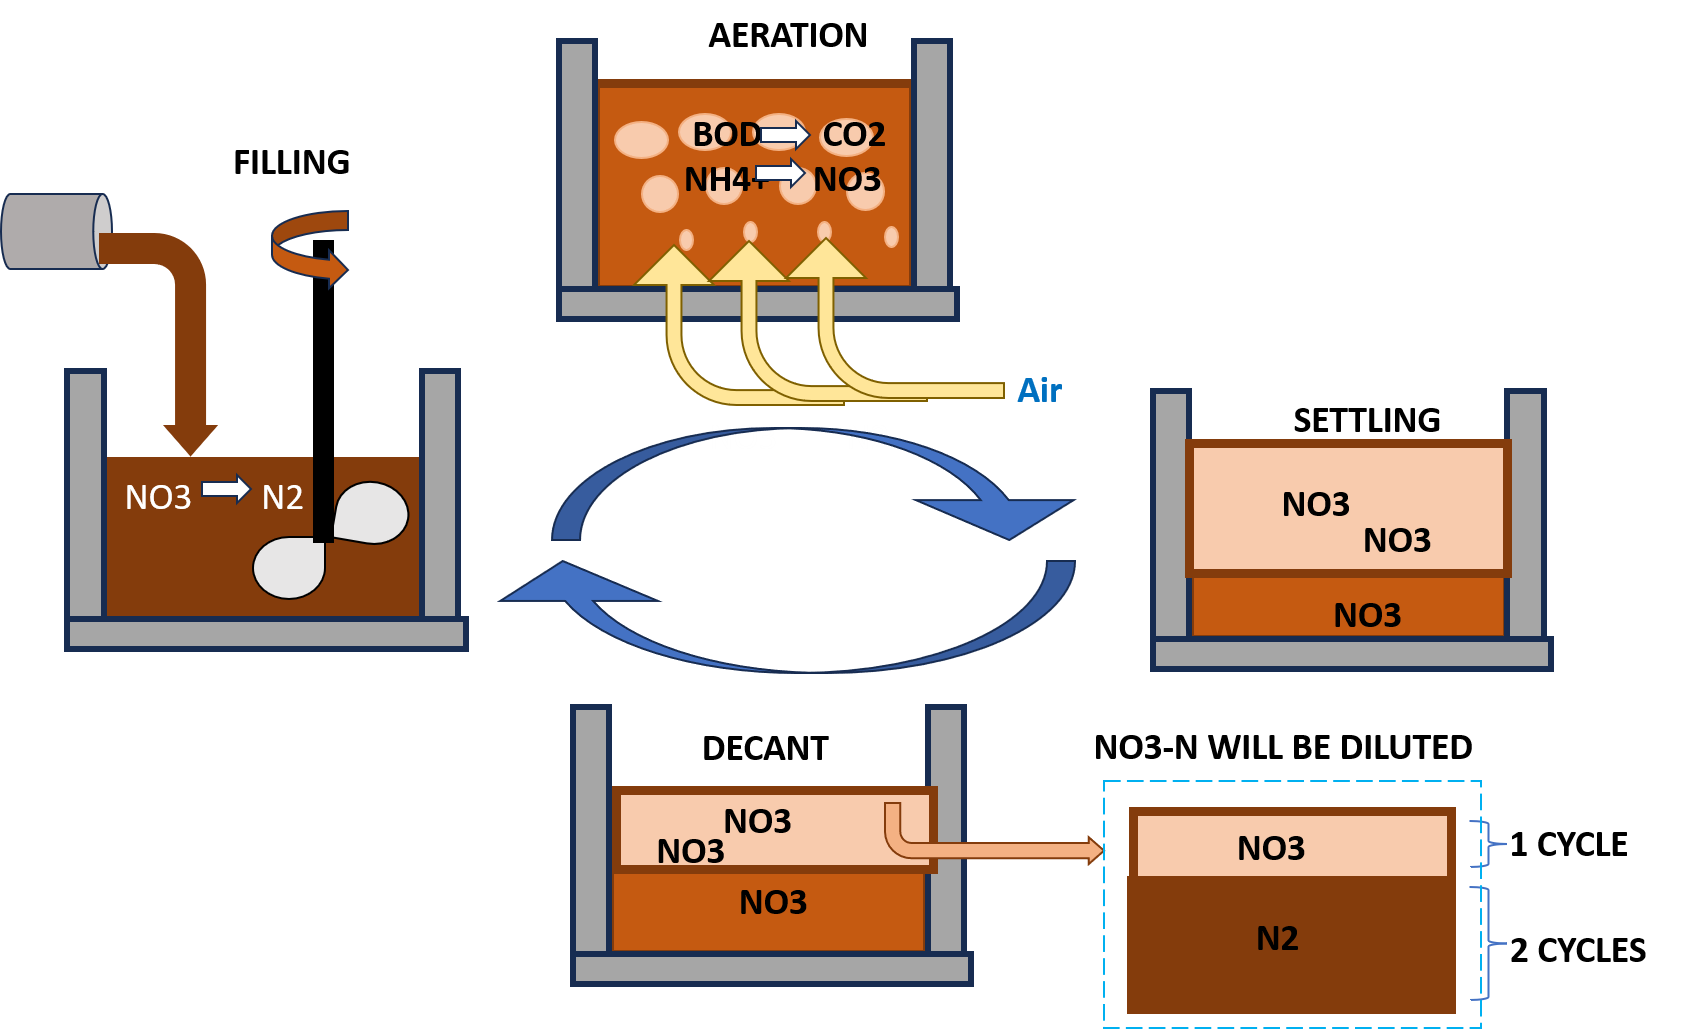 AERATION
BOD CO2
NH4+ NO3
FILLING
Air
NO3 N2
SETTLING
NO3
NO3
NO3
DECANT
NO3
NO3
NO3
NO3-N WILL BE DILUTED
NO3
1 CYCLE
N2
2 CYCLES